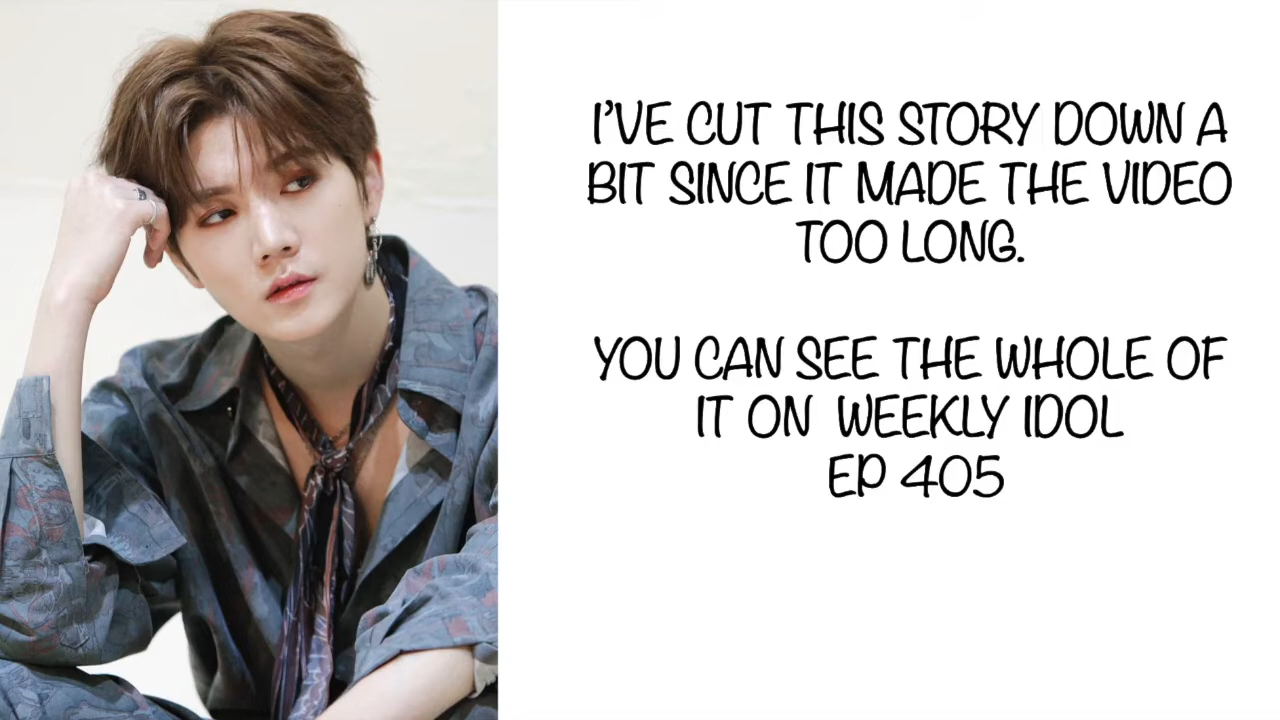 I'VE CUT THIS STORY DOWN A
BIT SINCE IT MADE THE VIDEO
TOO LONG.
YOU CAN SEE THE WHOLE OF
IT ON WEEKLY IDOL
EP 405